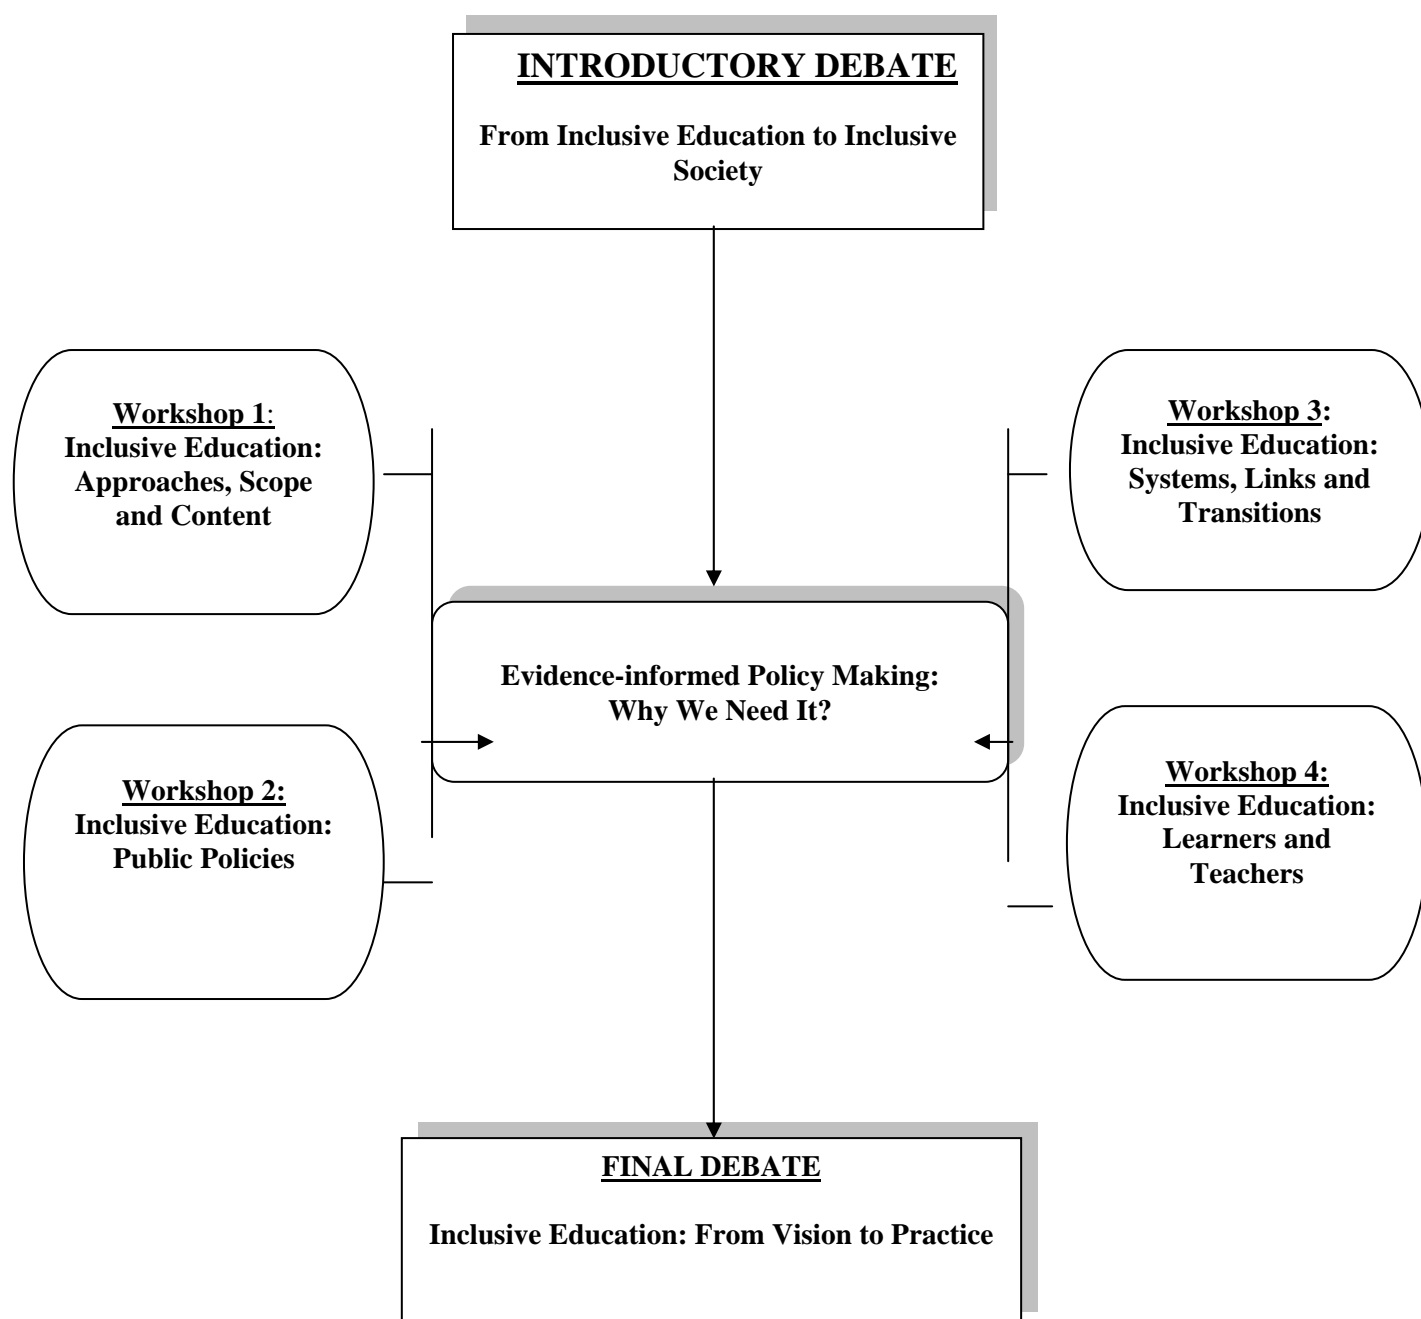 INTRODUCTORY DEBATE
From Inclusive Education to Inclusive
Society
Workshop 1:
Inclusive Education:
Approaches, Scope
and Content
Workshop 3:
Inclusive Education:
Systems, Links and
Transitions
Evidence-informed Policy Making:
Why We Need It?
Workshop 2:
Inclusive Education:
Public Policies
Workshop 4:
Inclusive Education:
Learners and
Teachers
FINAL DEBATE
Inclusive Education: From Vision to Practice